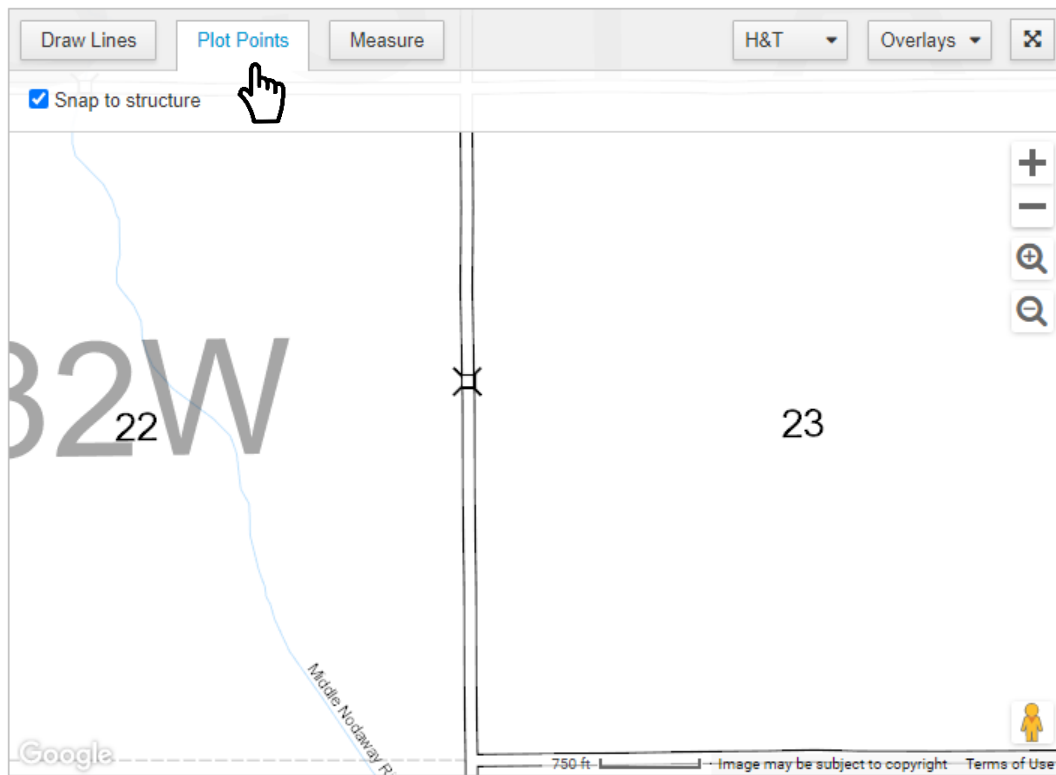 Draw Lines Plot Points Measure H&T Overlays
Snap to structure
32W
22
23
Middle Nodaway Ri
Google
750 ft Image may be subject to copyright Terms of Use